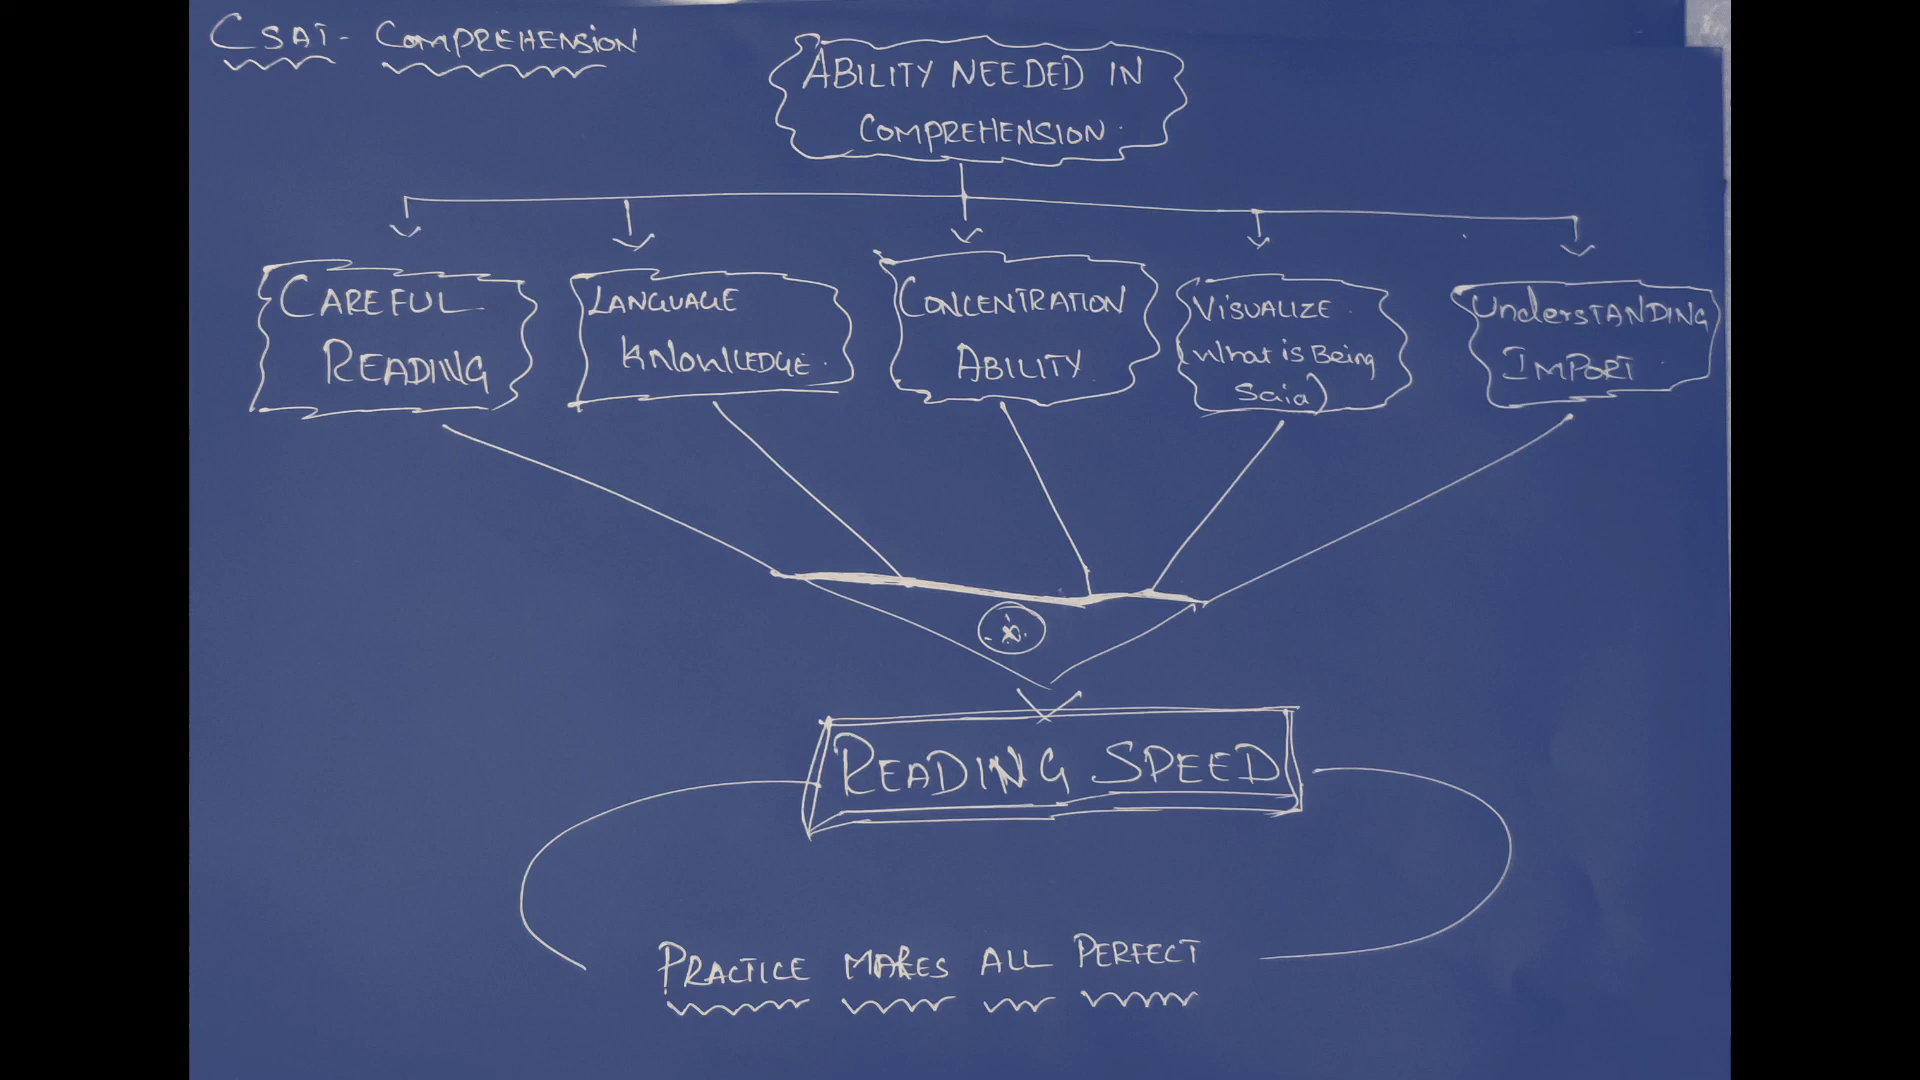 CSAT - COMPREHENSION
ABILITY NEEDED IN
COMPREHENSION.
CAREFUL
READING
LANGUAGE
KNOWLEDGE.
CONCENTRATION
ABILITY
VISUALIZE
(What is Being
Said)
UnderSTANDING
IMPORT
READING SPEED
PRACTICE MAKES ALL PERFECT